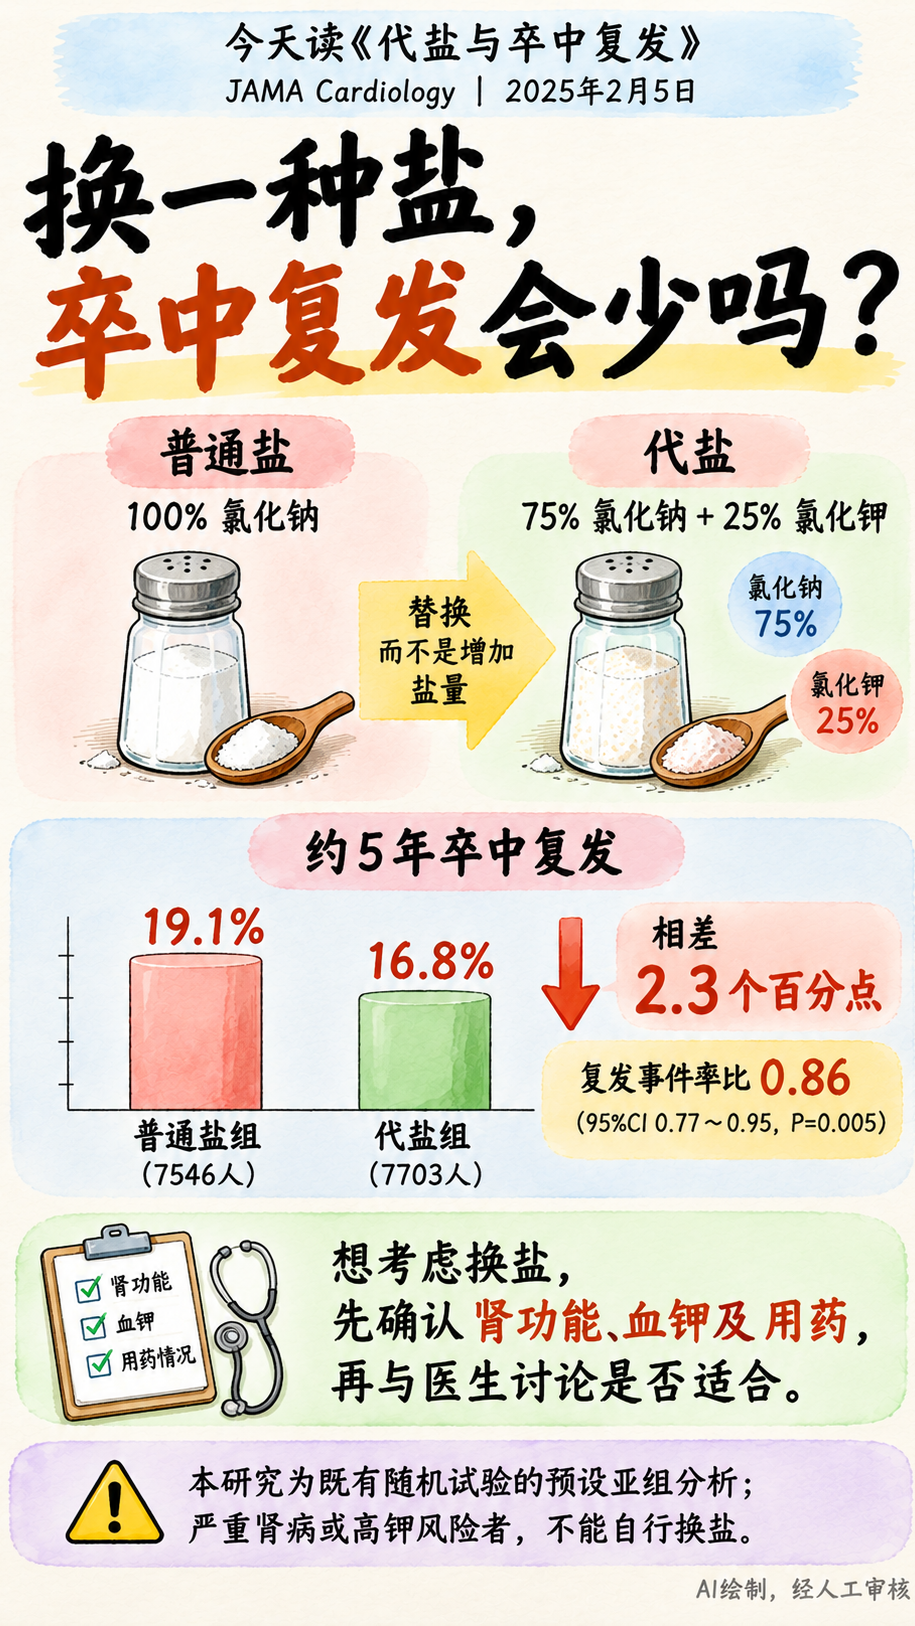 今天读《代盐与卒中复发》
JAMA Cardiology | 2025年2月5日
换一种盐，
卒中复发会少吗？
普通盐
100% 氯化钠
代盐
75% 氯化钠 + 25% 氯化钾
替换
而不是增加
盐量
氯化钠
75%
氯化钾
25%
约5年卒中复发
19.1%
16.8%
普通盐组
（7546人）
代盐组
（7703人）
相差
2.3个百分点
复发事件率比 0.86
（95%CI 0.77～0.95，P=0.005）
肾功能
血钾
用药情况
想考虑换盐，
先确认肾功能、血钾及用药，
再与医生讨论是否适合。
本研究为既有随机试验的预设亚组分析；
严重肾病或高钾风险者，不能自行换盐。
AI绘制，经人工审核